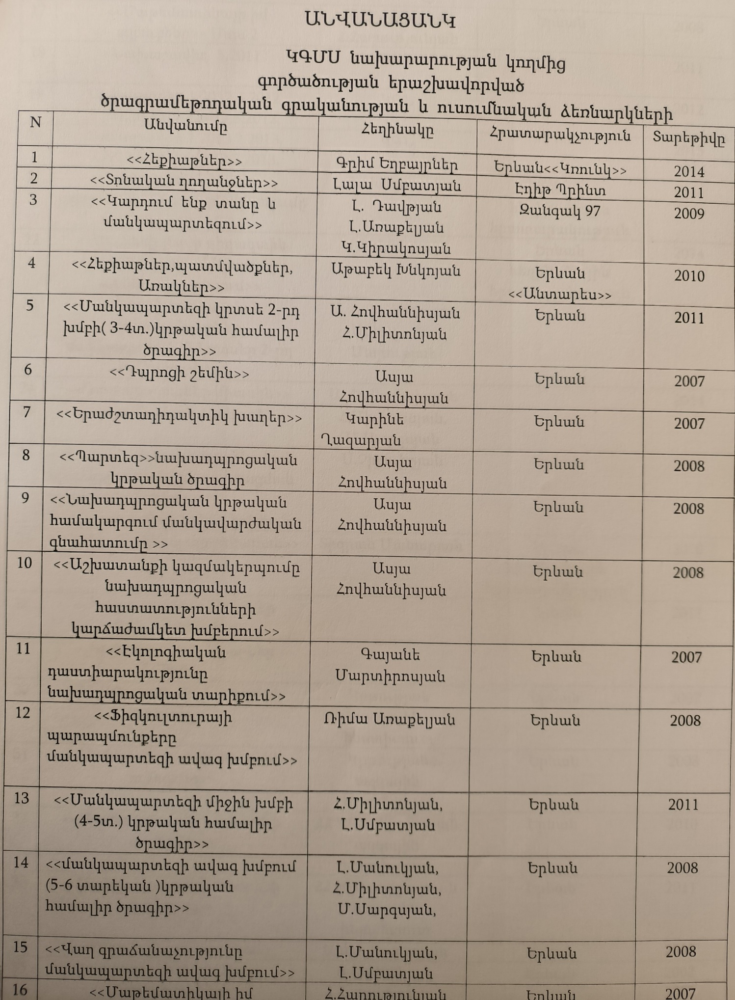 ԱՆՎԱՆԱՑԱՆԿ
ԿԳՄՍ նախարարության կողմից
գործածության երաշխավորված
ծրագրամեթոդական գրականության և ուսումնական ձեռնարկների
N Անվանումը Հեղինակը Հրատարակչություն Տարեթիվը
1 <<Հեքիաթներ>> Գրիմ Եղբայրներ Երևան<<Կռունկ>> 2014
2 <<Տոնական ղողանջներ>> Լալա Սմբատյան Էդիթ Պրինտ 2011
3 <<Կարդում ենք տանը և Լ. Դավթյան Զանգակ 97 2009
մանկապարտեզում>> Լ.Առաքելյան
Կ.Կիրակոսյան
4 <<Հեքիաթներ,պատմվածքներ, Աթաբեկ Խնկոյան Երևան 2010
Առակներ>> <<Անտարես>>
5 <<Մանկապարտեզի կրտսե 2-րդ Ա. Հովհաննիսյան Երևան 2011
խմբի( 3-4տ.)կրթական համալիր Հ.Միլիտոնյան
ծրագիր>>
6 <<Դպրոցի շեմին>> Ասյա Երևան 2007
Հովհաննիսյան
7 <<Երաժշտադիդակտիկ խաղեր>> Կարինե Երևան 2007
Ղազարյան
8 <<Պարտեզ>>նախադպրոցական Ասյա Երևան 2008
կրթական ծրագիր Հովհաննիսյան
9 <<Նախադպրոցական կրթական Ասյա Երևան 2008
համակարգում մանկավարժական Հովհաննիսյան
գնահատումը >>
10 <<Աշխատանքի կազմակերպումը Ասյա Երևան 2008
նախադպրոցական Հովհաննիսյան
հաստատությունների
կարճաժամկետ խմբերում>>
11 <<Էկոլոգիական Գայանե Երևան 2007
դաստիարակությունը Մարտիրոսյան
նախադպրոցական տարիքում>>
12 <<Ֆիզկուլտուրայի Ռիմա Առաքելյան Երևան 2008
պարապմունքերը
մանկապարտեզի ավագ խմբում>>
13 <<Մանկապարտեզի միջին խմբի Հ.Միլիտոնյան, Երևան 2011
(4-5տ.) կրթական համալիր Լ.Սմբատյան
ծրագիր>>
14 <<մանկապարտեզի ավագ խմբում Լ.Մանուկյան, Երևան 2008
(5-6 տարեկան )կրթական Հ.Միլիտոնյան,
համալիր ծրագիր>> Մ.Սարգսյան,
15 <<Վաղ գրաճանաչությունը Լ.Մանուկյան, Երևան 2008
մանկապարտեզի ավագ խմբում>> Լ.Սմբատյան
16 <<Մաթեմատիկայի իմ Հ.Հարությունյան Երևան 2007